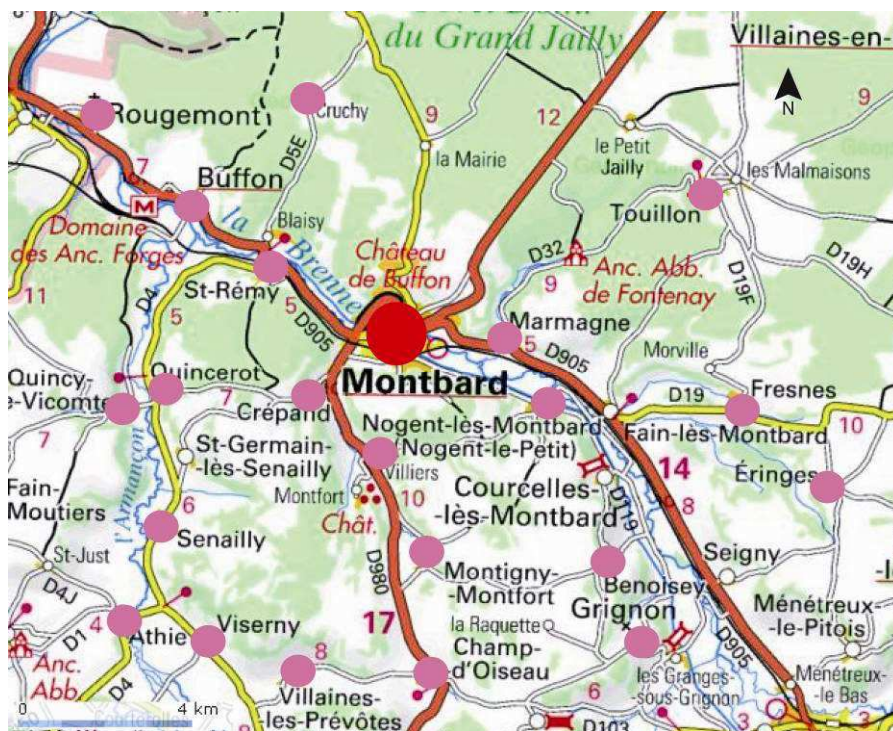 du Grand Jailly
Villaines-en-
N
Rougemont
Cruchy
9
12
9
le Petit
Jailly
la Mairie
les Malmaisons
7
D5E
Buffon
M
la
Brenne
Blaisy
Touillon
Domaine
des Anc. Forges
Château
de Buffon
D32
Anc. Abb.
de Fontenay
D19F
D19H
11
D4
St-Rémy
5
5
D905
9
Marmagne
5
D905
Morville
Montbard
Quincerot
Quincy-
le-Vicomte
7
7
Crépand
D19
Fresnes
Nogent-lès-Montbard
(Nogent-le-Petit)
Fain-lès-Montbard
10
St-Germain-
-lès-Senailly
Villiers
Montfort
10
Chât.
14
Éringes
Courcelles-
-lès-Montbard
8
D119
l'Armançon
Fain-
Moutiers
6
Senailly
St-Just
D4J
D980
Montigny-
-Montfort
Benoisey
Seigny
Grignon
Ménétreux-
-le-Pitois
D1
4
Athie
Viserny
17
la Raquette
Champ-
d'Oiseau
D905
Anc.
Abb.
D4
8
Villaines-
-les-Prévôtes
les Granges-
-sous-Grignon
Ménétreux-
-le Bas
6
0
4 km
8
D103
3
3